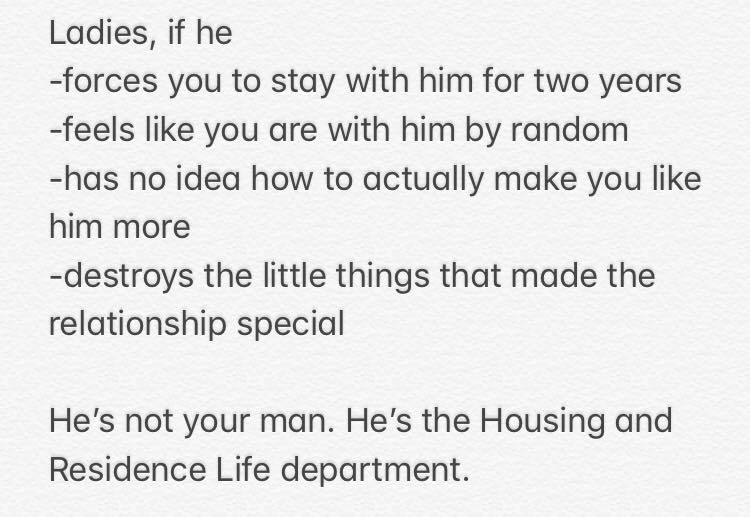 Ladies, if he
-forces you to stay with him for two years
-feels like you are with him by random
-has no idea how to actually make you like
him more
-destroys the little things that made the
relationship special

He’s not your man. He’s the Housing and
Residence Life department.